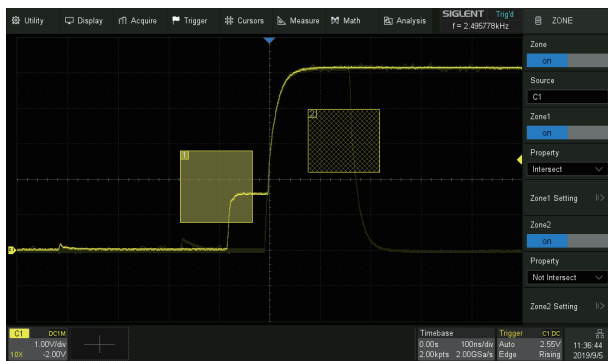 Utility Display Acquire Trigger Cursors Measure Math Analysis SIGLENT Trig'd
f = 2.495778kHz
ZONE
Zone
on
Source
C1
Zone1
on
Property
Intersect
Zone1 Setting
Zone2
on
Property
Not Intersect
Zone2 Setting
1
2
C1 DC1M
1.00V/div
10X -2.00V
Timebase
0.00s 100ns/div
2.00kpts 2.00GSa/s
Trigger C1 DC
Auto 2.55V
Edge Rising
11:36:44
2019/9/6